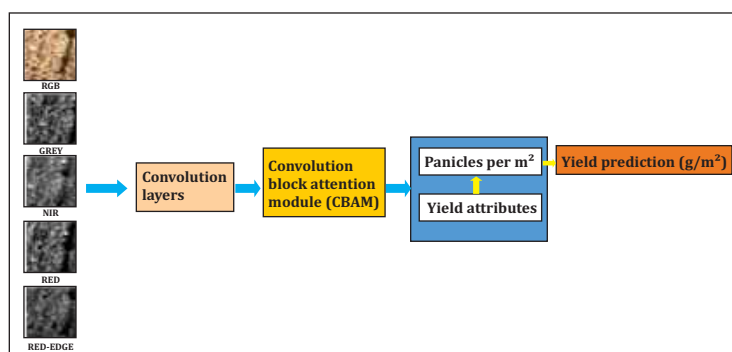 RGB
GREY
NIR
RED
RED-EDGE
Convolution
layers
Convolution
block attention
module (CBAM)
Panicles per m²
Yield attributes
Yield prediction (g/m²)